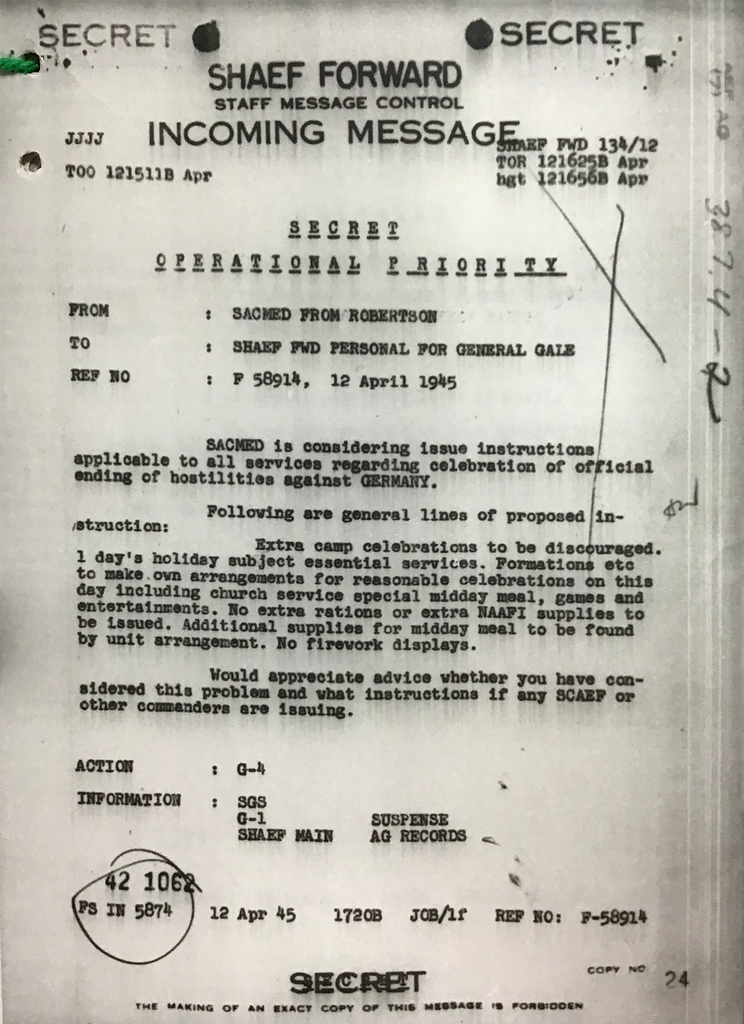 SECRET SECRET
SHAEF FORWARD
STAFF MESSAGE CONTROL
JJJJ INCOMING MESSAGE
SHAEF FWD 134/12
TOO 121511B Apr TOR 121625B Apr
hgt 121656B Apr
387.4-2
SECRET
OPERATIONAL PRIORITY
FROM : SACMED FROM ROBERTSON
TO : SHAEF FWD PERSONAL FOR GENERAL GALE
REF NO : F 58914, 12 April 1945
SACMED is considering issue instructions
applicable to all services regarding celebration of official
ending of hostilities against GERMANY.
Following are general lines of proposed in-
struction:
Extra camp celebrations to be discouraged.
1 day's holiday subject essential services. Formations etc
to make own arrangements for reasonable celebrations on this
day including church service special midday meal, games and
entertainments. No extra rations or extra NAAFI supplies to
be issued. Additional supplies for midday meal to be found
by unit arrangement. No firework displays.
Would appreciate advice whether you have con-
sidered this problem and what instructions if any SCAEF or
other commanders are issuing.
ACTION : G-4
INFORMATION : SGS
G-1 SUSPENSE
SHAEF MAIN AG RECORDS
42 1062
FS IN 5874 12 Apr 45 1720B JOB/lf REF NO: F-58914
SECRET
COPY NO 24
THE MAKING OF AN EXACT COPY OF THIS MESSAGE IS FORBIDDEN